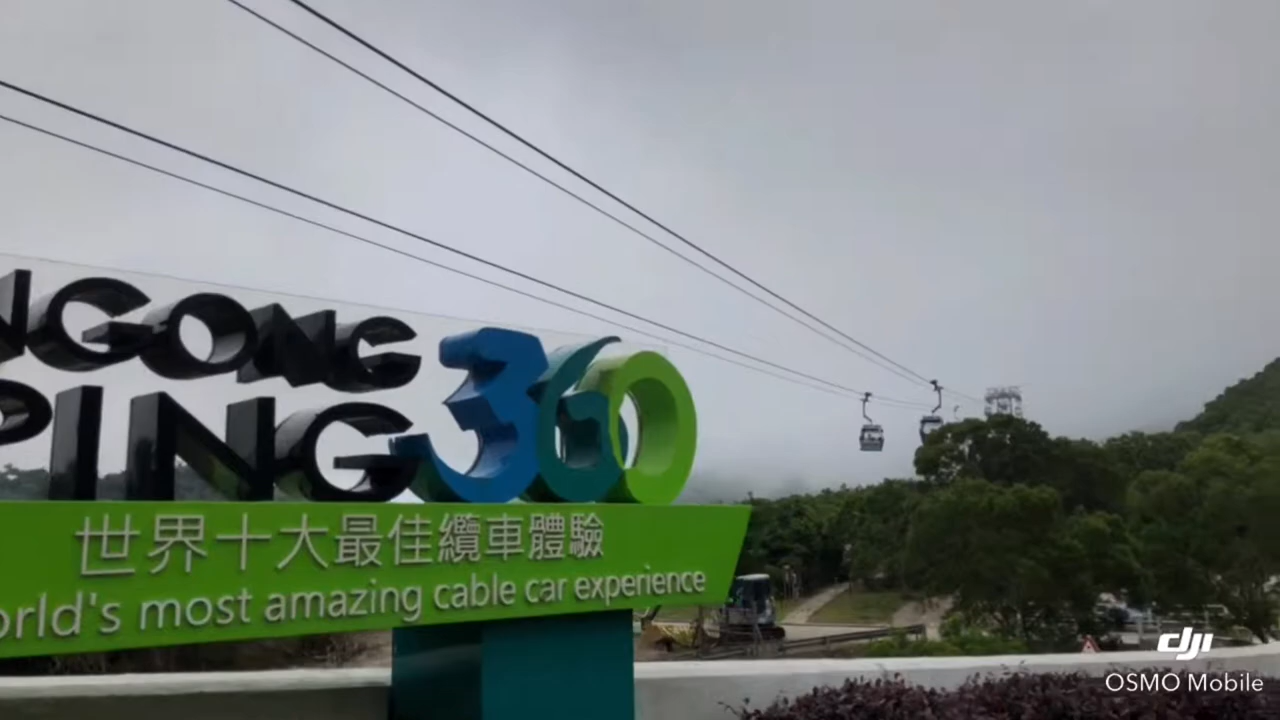 NGONG
PING 360
世界十大最佳纜車體驗
orld's most amazing cable car experience
dji
OSMO Mobile